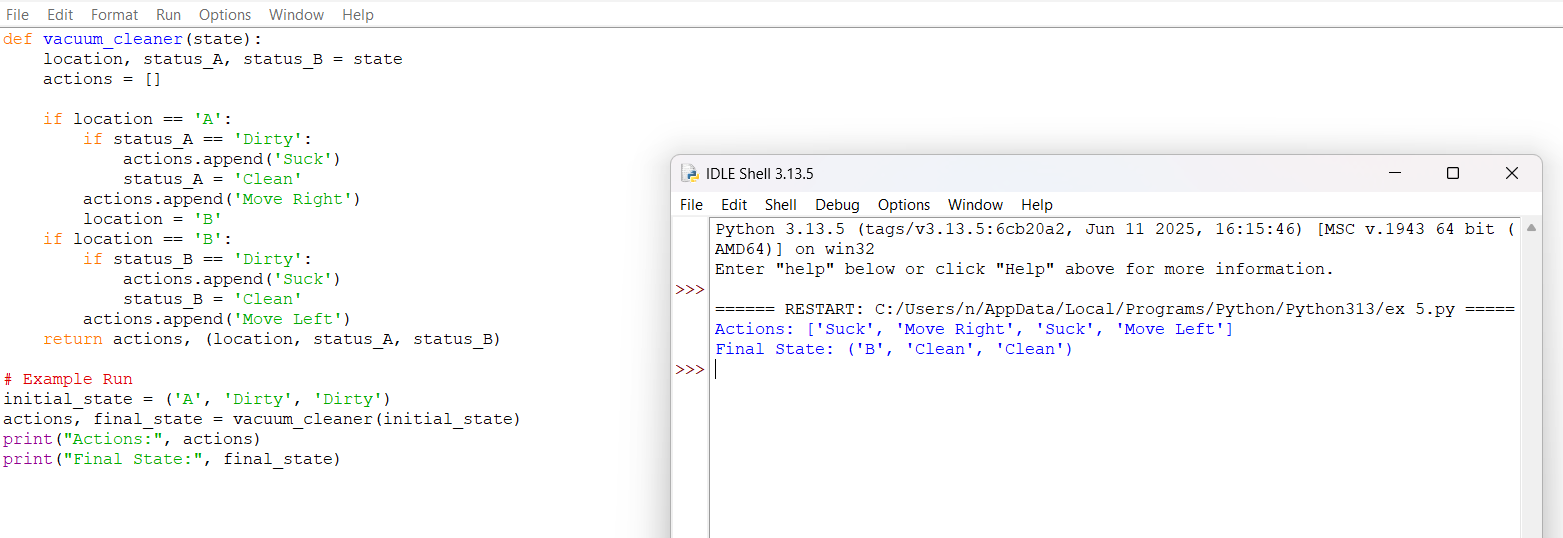 File Edit Format Run Options Window Help
def vacuum_cleaner(state):
    location, status_A, status_B = state
    actions = []

    if location == 'A':
        if status_A == 'Dirty':
            actions.append('Suck')
            status_A = 'Clean'
        actions.append('Move Right')
        location = 'B'
    if location == 'B':
        if status_B == 'Dirty':
            actions.append('Suck')
            status_B = 'Clean'
        actions.append('Move Left')
    return actions, (location, status_A, status_B)

# Example Run
initial_state = ('A', 'Dirty', 'Dirty')
actions, final_state = vacuum_cleaner(initial_state)
print("Actions:", actions)
print("Final State:", final_state)
IDLE Shell 3.13.5
File Edit Shell Debug Options Window Help
Python 3.13.5 (tags/v3.13.5:6cb20a2, Jun 11 2025, 16:15:46) [MSC v.1943 64 bit (
AMD64)] on win32
Enter "help" below or click "Help" above for more information.
>>>
====== RESTART: C:/Users/n/AppData/Local/Programs/Python/Python313/ex 5.py =====
Actions: ['Suck', 'Move Right', 'Suck', 'Move Left']
Final State: ('B', 'Clean', 'Clean')
>>>